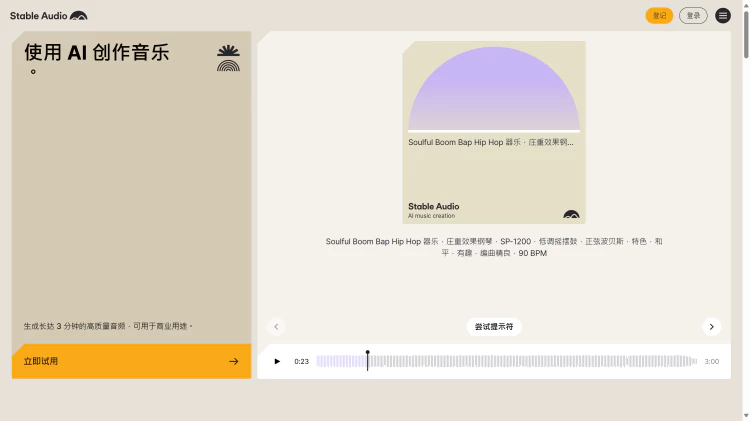 Stable Audio
登记
登录
使用 AI 创作音乐
。
Soulful Boom Bap Hip Hop 器乐 · 庄重效果钢...
Stable Audio
AI music creation
Soulful Boom Bap Hip Hop 器乐 · 庄重效果钢琴 · SP-1200 · 低调摇摆鼓 · 正弦波贝斯 · 特色 · 和
平 · 有趣 · 编曲精良 · 90 BPM
生成长达 3 分钟的高质量音频，可用于商业用途。
尝试提示符
立即试用
0:23
3:00